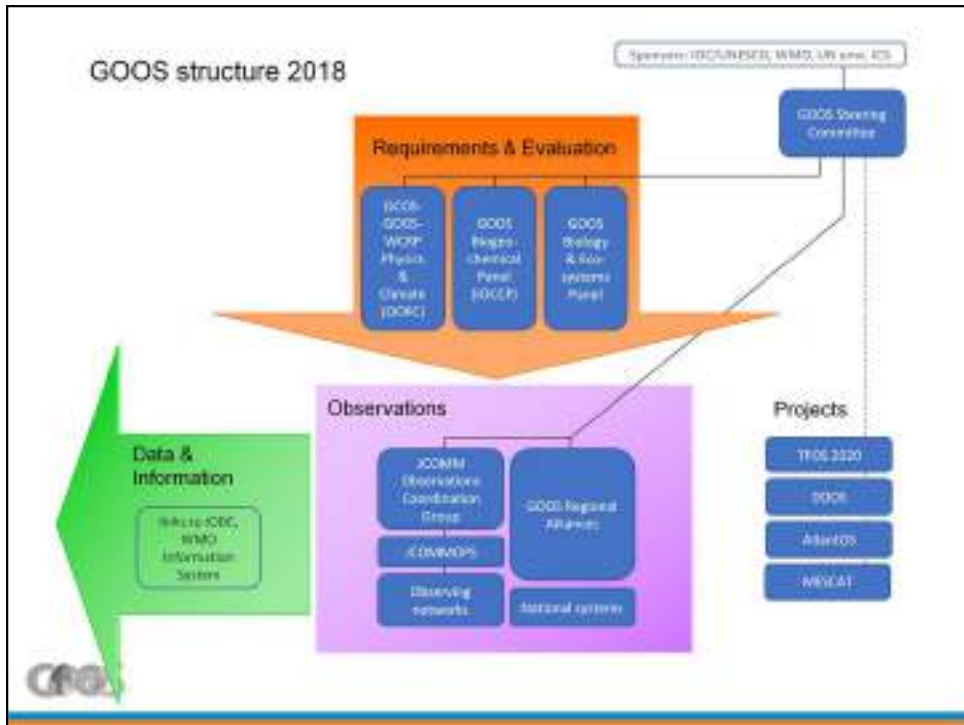 GOOS structure 2018
Sponsors: IOC/UNESCO, WMO, UN env, ICS
GOOS Steering
Committee
Requirements & Evaluation
GCOS-
GOOS-
WCRP
Physics
&
Climate
(OOPC)
GOOS
Biogeo-
chemical
Panel
(IOCCP)
GOOS
Biology
& Eco-
systems
Panel
Observations
JCOMM
Observations
Coordination
Group
JCOMMOPS
Observing
networks
GOOS Regional
Alliances
National systems
Data &
Information
links to IODE,
WMO
Information
System
Projects
TPOS 2020
DOOS
AtlantOS
GOOS